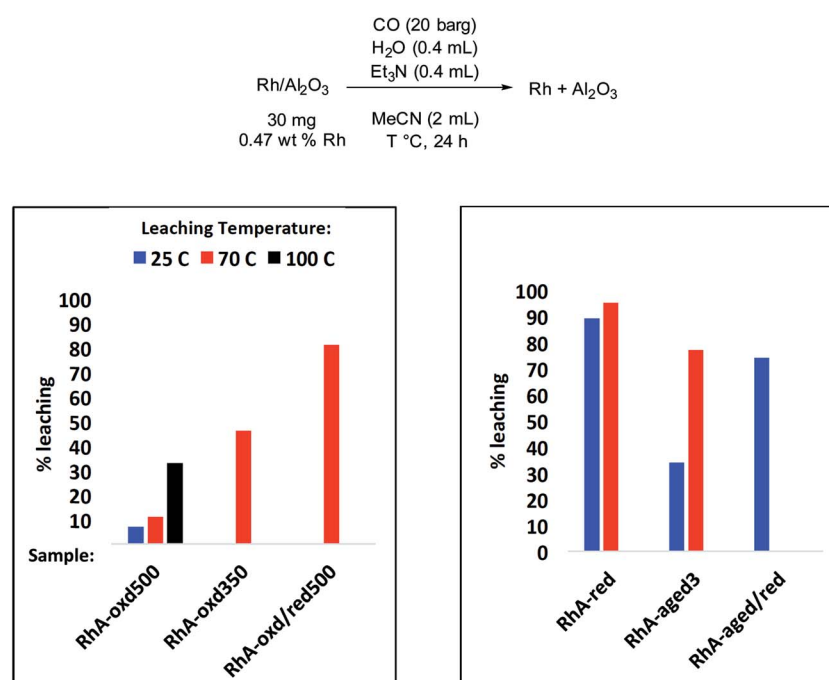 CO (20 barg)
H₂O (0.4 mL)
Et₃N (0.4 mL)
Rh/Al₂O₃
Rh + Al₂O₃
30 mg
0.47 wt % Rh
MeCN (2 mL)
T °C, 24 h
Leaching Temperature:
25 C 70 C 100 C
% leaching
100
90
80
70
60
50
40
30
20
10
Sample:
RhA-oxd500
RhA-oxd350
RhA-oxd/red500
% leaching
100
90
80
70
60
50
40
30
20
10
0
RhA-red
RhA-aged3
RhA-aged/red